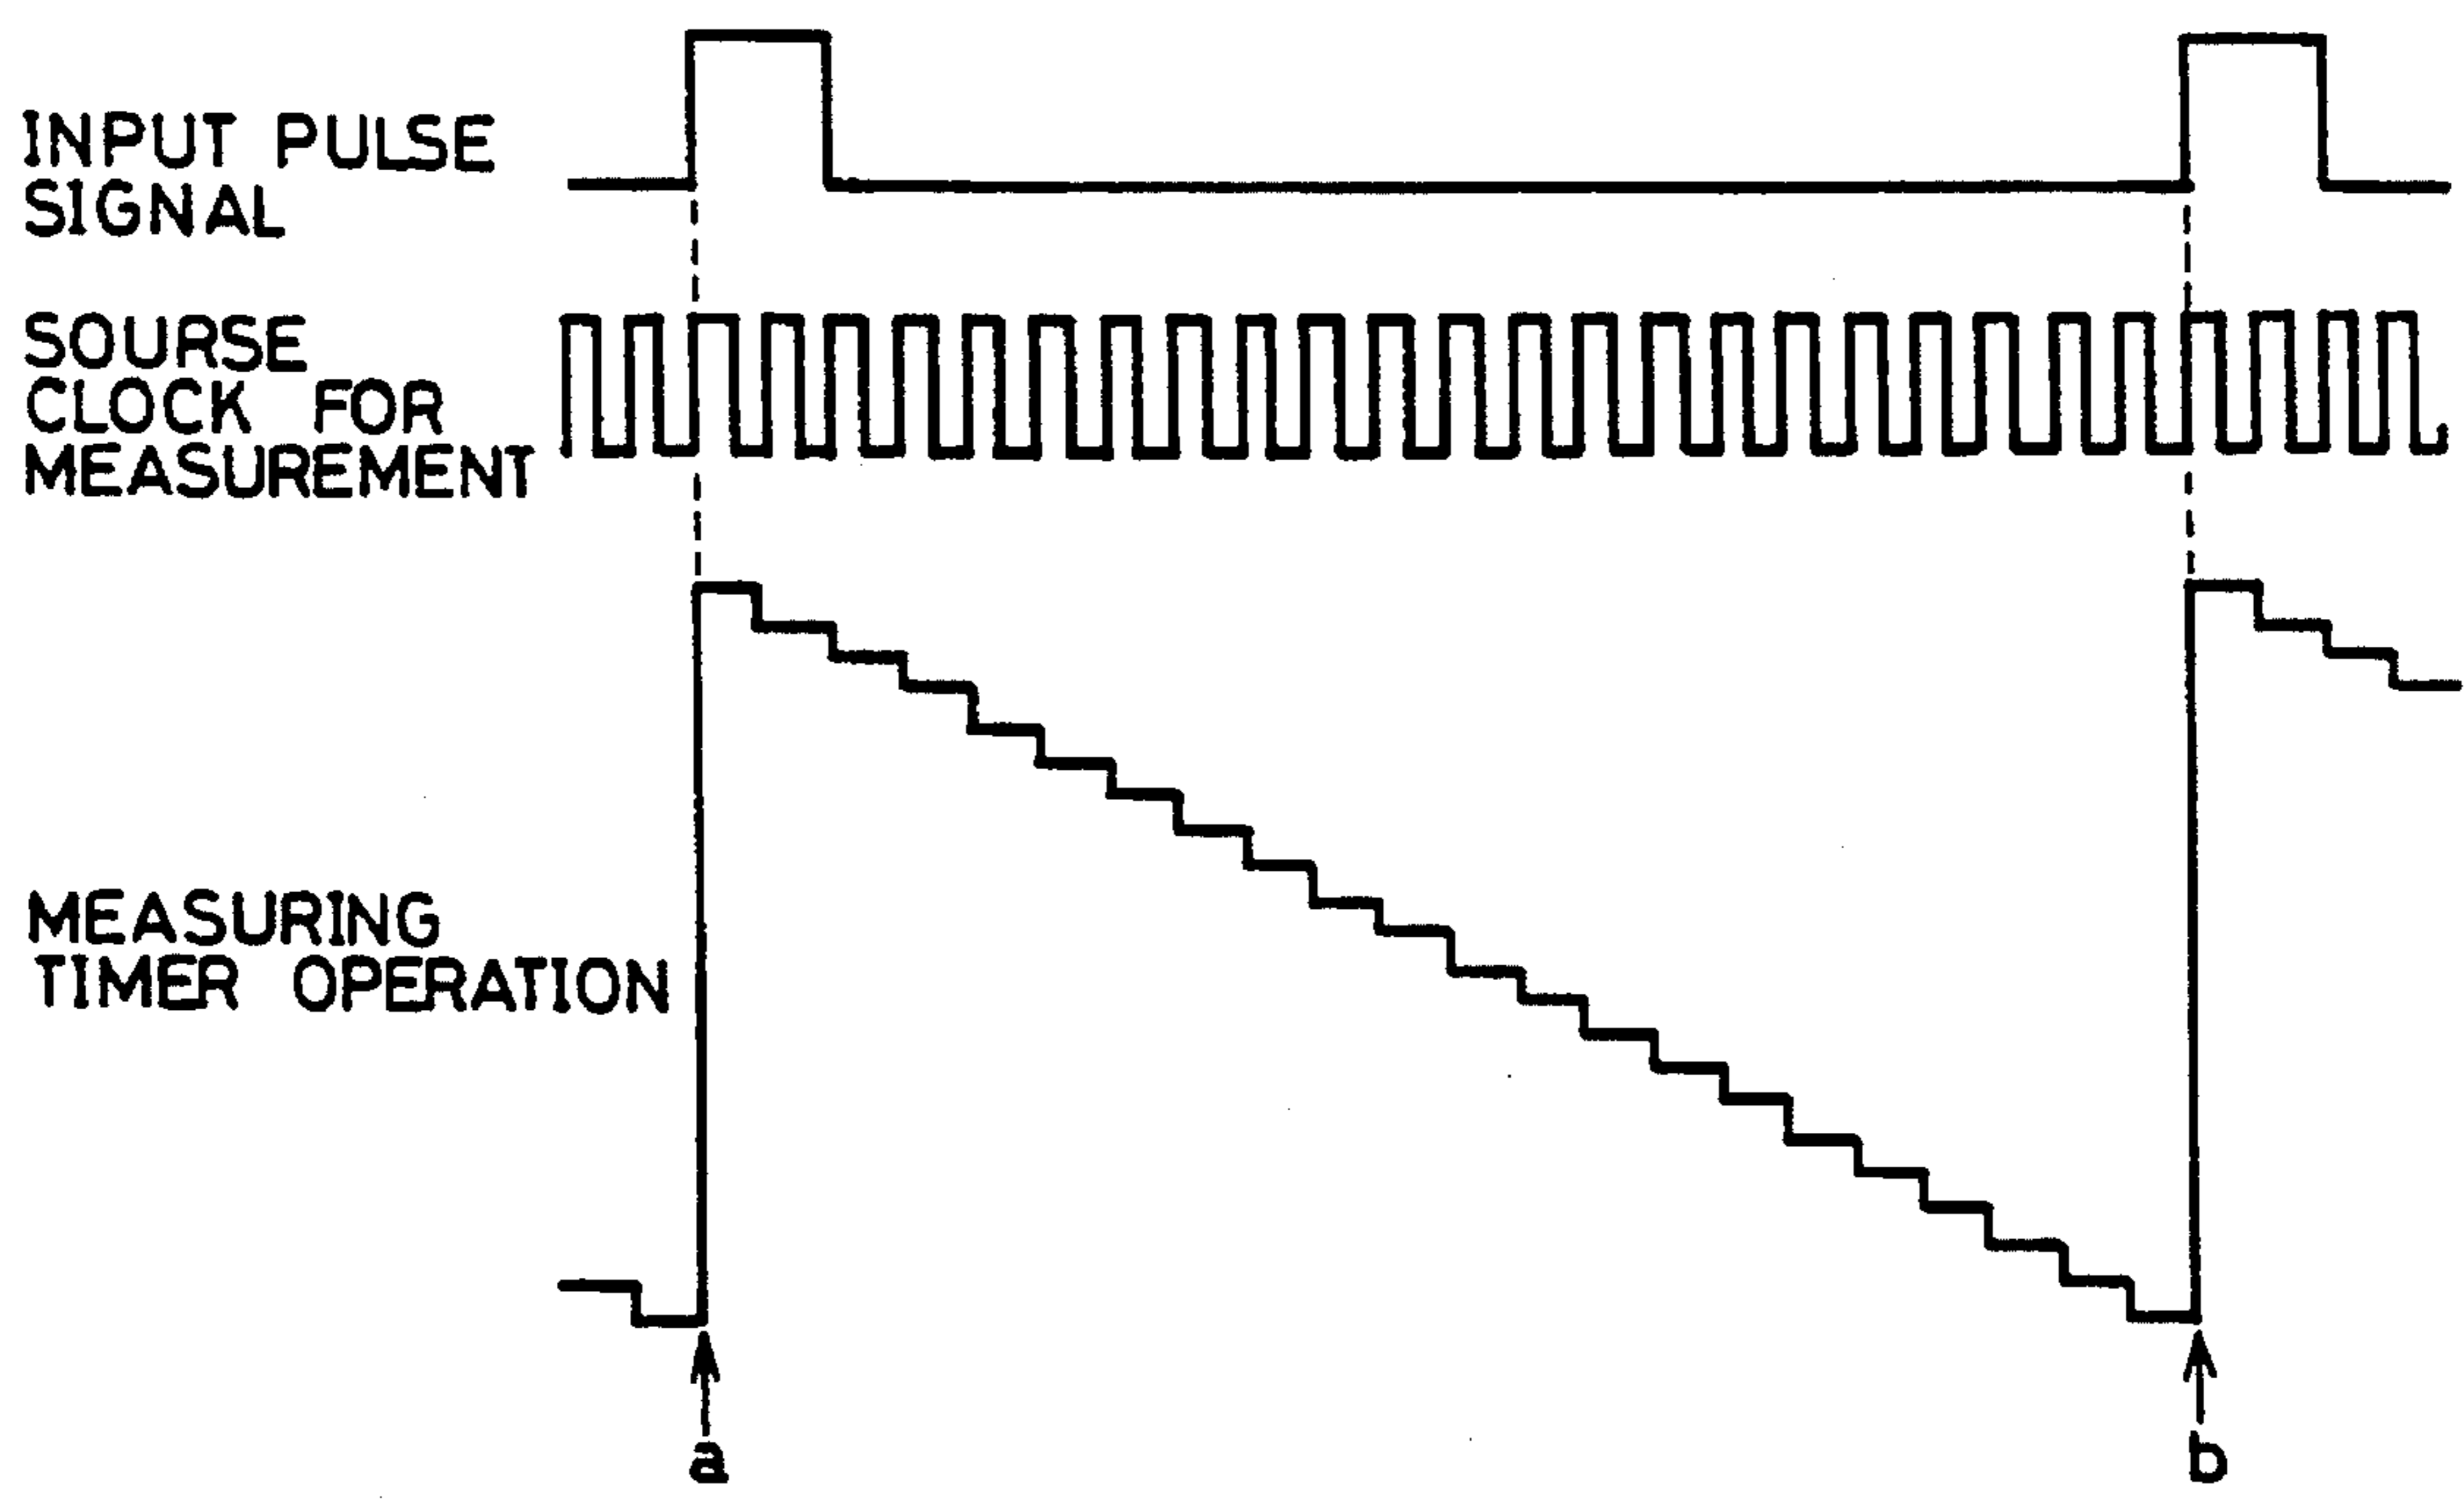 INPUT PULSE
SIGNAL
SOURSE
CLOCK FOR
MEASUREMENT
MEASURING
TIMER OPERATION
a
b